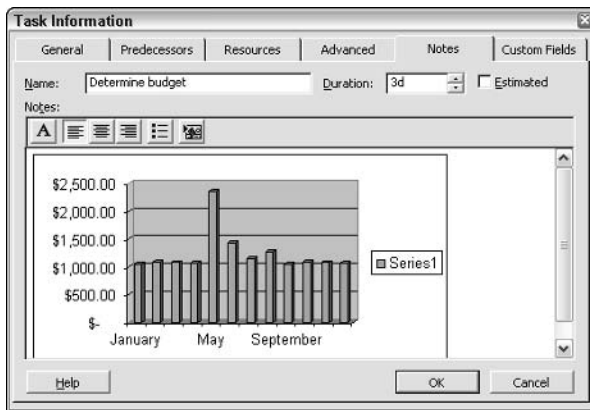 Task Information
General Predecessors Resources Advanced Notes Custom Fields
Name: Determine budget Duration: 3d Estimated
Notes:
A
$2,500.00
$2,000.00
$1,500.00
$1,000.00
$500.00
$-
Series1
January May September
Help OK Cancel